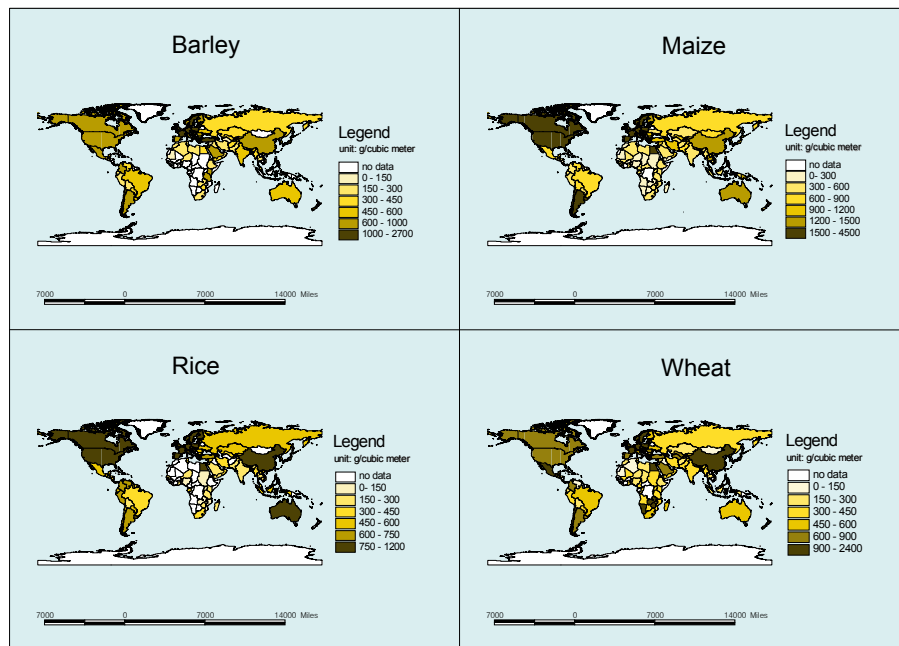 Barley
Legend
unit: g/cubic meter
no data
0 - 150
150 - 300
300 - 450
450 - 600
600 - 1000
1000 - 2700
7000 0 7000 14000 Miles
Maize
Legend
unit: g/cubic meter
no data
0- 300
300 - 600
600 - 900
900 - 1200
1200 - 1500
1500 - 4500
7000 0 7000 14000 Miles
Rice
Legend
unit: g/cubic meter
no data
0- 150
150 - 300
300 - 450
450 - 600
600 - 750
750 - 1200
7000 0 7000 14000 Miles
Wheat
Legend
unit: g/cubic meter
no data
0 - 150
150 - 300
300 - 450
450 - 600
600 - 900
900 - 2400
7000 0 7000 14000 Miles